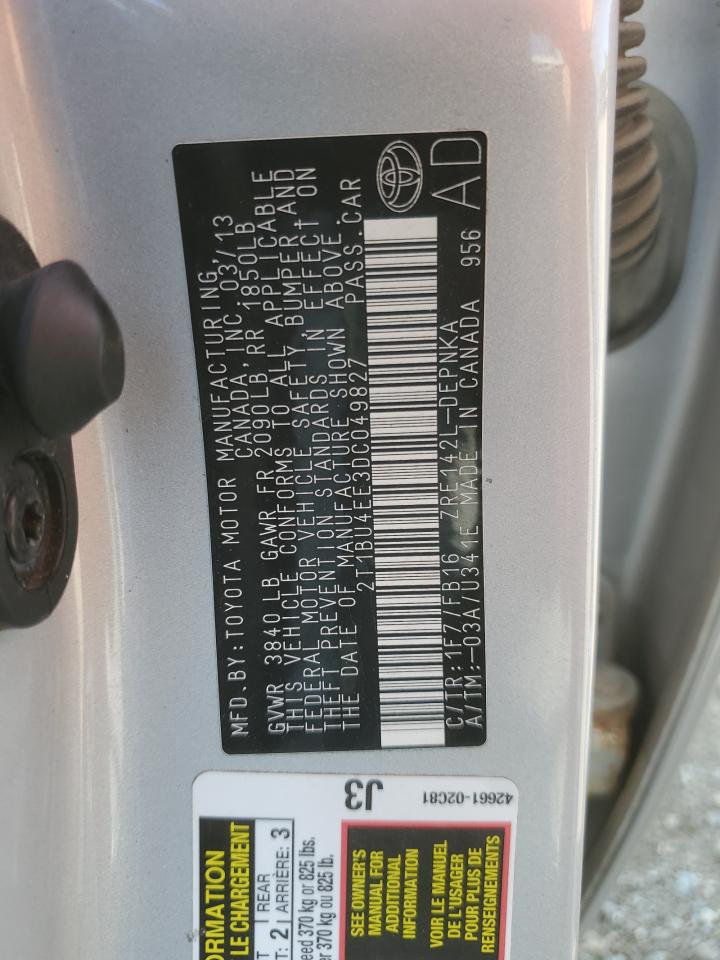 MFD.BY:TOYOTA MOTOR MANUFACTURING,
CANADA, INC. 03/13
GVWR 3840 LB GAWR FR 2090LB, RR 1850LB
THIS VEHICLE CONFORMS TO ALL APPLICABLE
FEDERAL MOTOR VEHICLE SAFETY, BUMPER, AND
THEFT PREVENTION STANDARDS IN EFFECT ON
THE DATE OF MANUFACTURE SHOWN ABOVE.
2T1BU4EE3DC049827 PASS.CAR
C/TR:1F7/FB16 ZRE142L-DEPNKA
A/TM:-03A/U341E MADE IN CANADA 956
AD
J3
42661-02C81
ORMATION
LE CHARGEMENT
T
REAR
T: 2
ARRIÈRE: 3
eed 370 kg or 825 lbs.
er 370 kg ou 825 lb.
SEE OWNER'S
MANUAL FOR
ADDITIONAL
INFORMATION
VOIR LE MANUEL
DE L'USAGER
POUR PLUS DE
RENSEIGNEMENTS